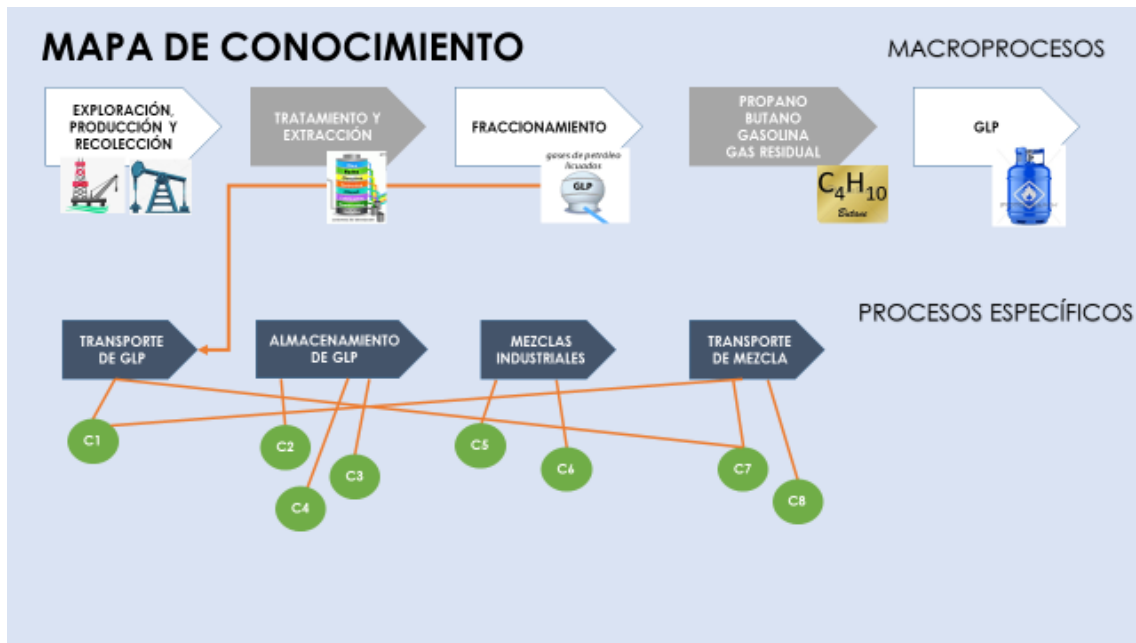 MAPA DE CONOCIMIENTO
MACROPROCESOS
EXPLORACIÓN,
PRODUCCIÓN Y
RECOLECCIÓN
TRATAMIENTO Y
EXTRACCIÓN
FRACCIONAMIENTO
PROPANO
BUTANO
GASOLINA
GAS RESIDUAL
GLP
gases de petróleo
licuados
GLP
C4H10
Butane
PROCESOS ESPECÍFICOS
TRANSPORTE
DE GLP
ALMACENAMIENTO
DE GLP
MEZCLAS
INDUSTRIALES
TRANSPORTE
DE MEZCLA
C1
C2
C3
C4
C5
C6
C7
C8